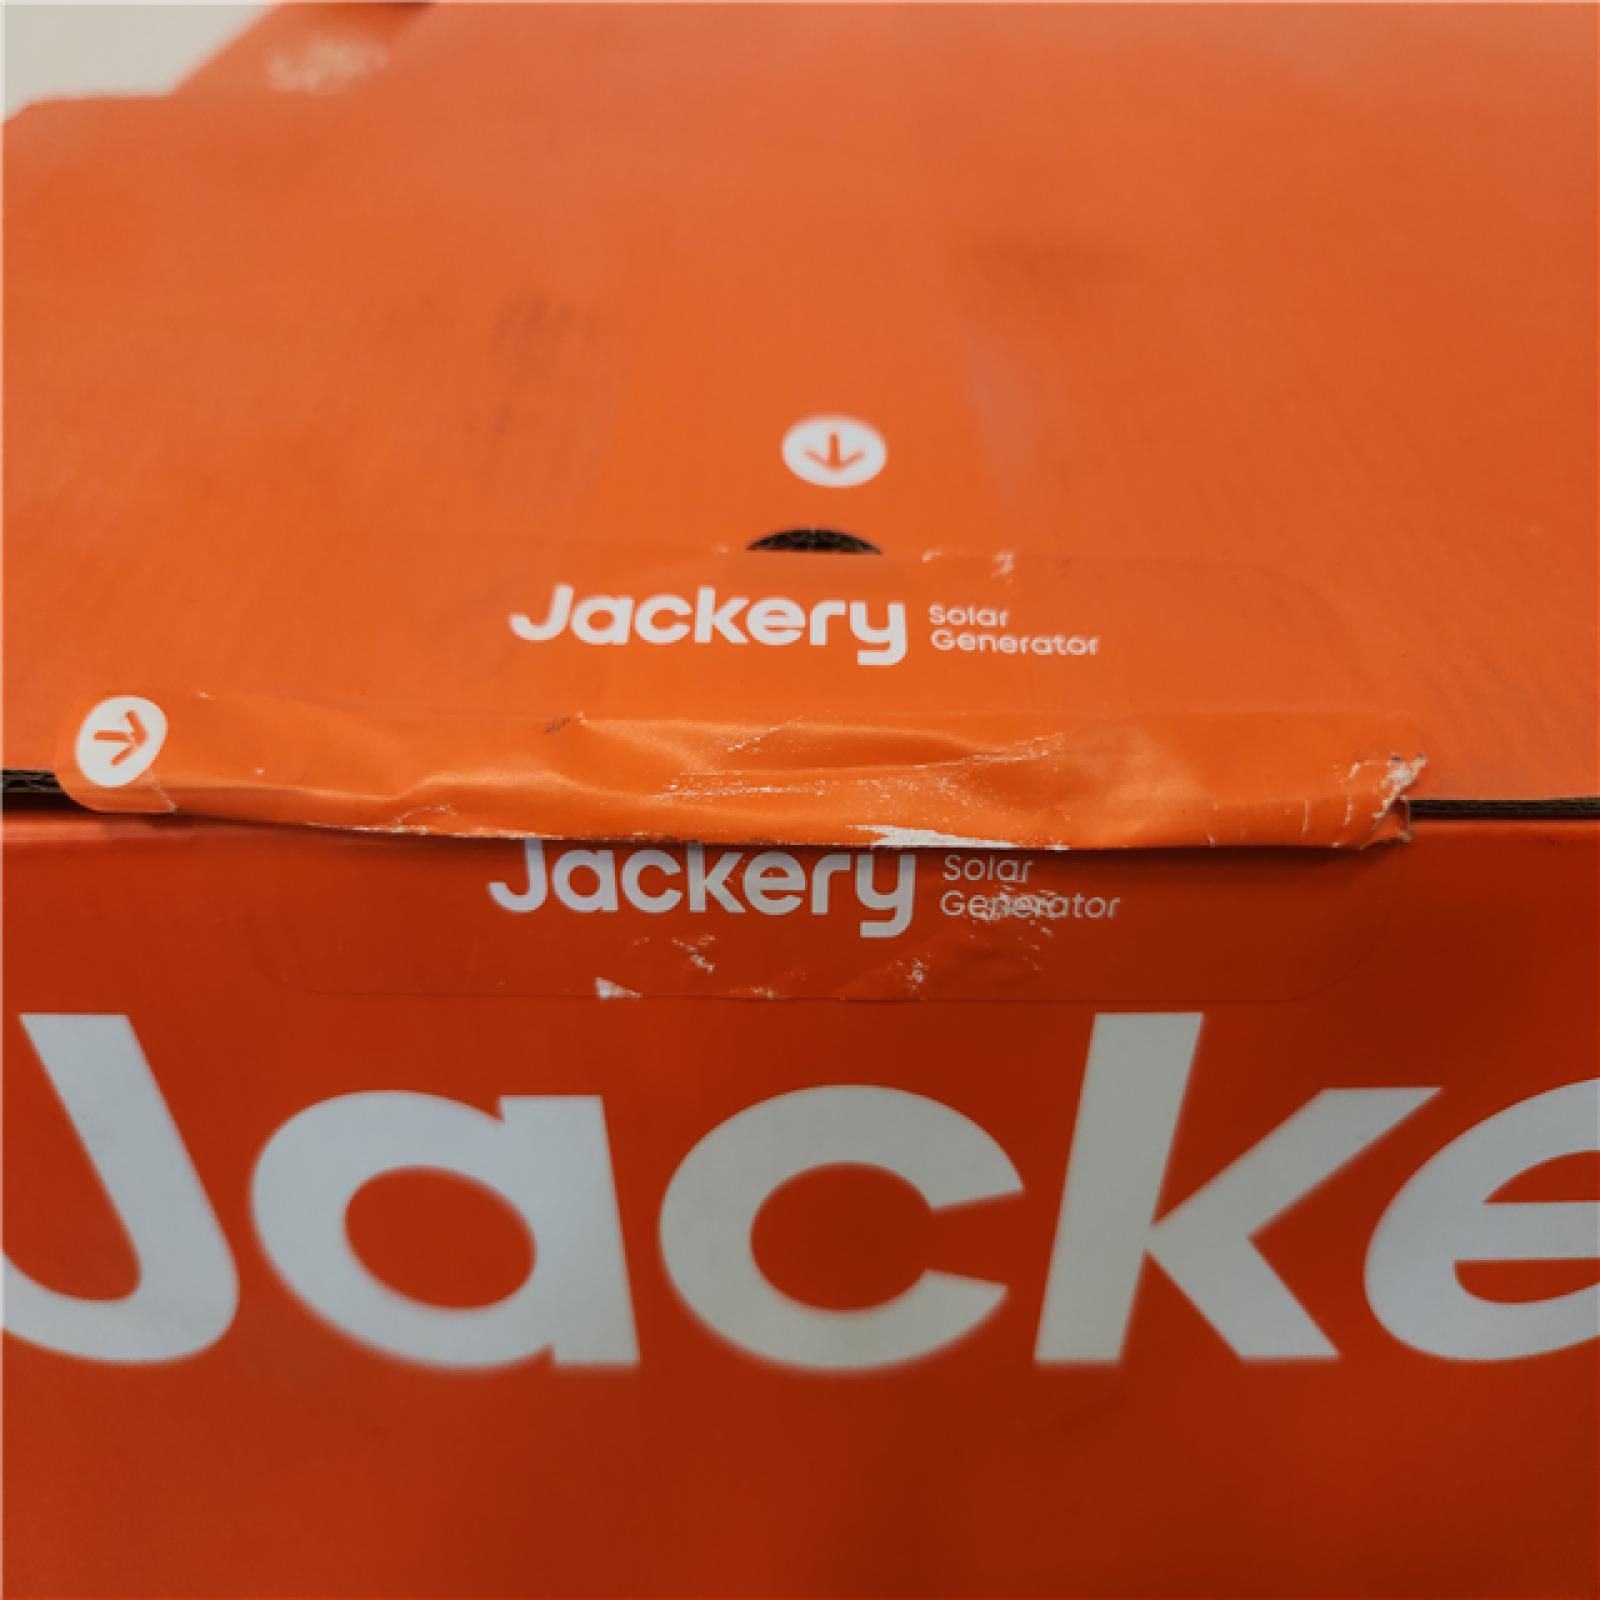 Jackery Solar
Generator
Jackery Solar
Generator
Jacke